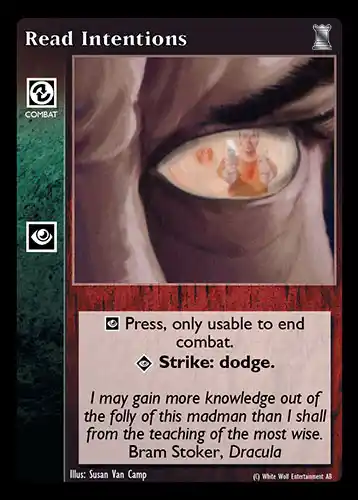 Read Intentions
COMBAT
Press, only usable to end
combat.
Strike: dodge.
I may gain more knowledge out of
the folly of this madman than I shall
from the teaching of the most wise.
Bram Stoker, Dracula
Illus: Susan Van Camp
(C) White Wolf Entertainment AB